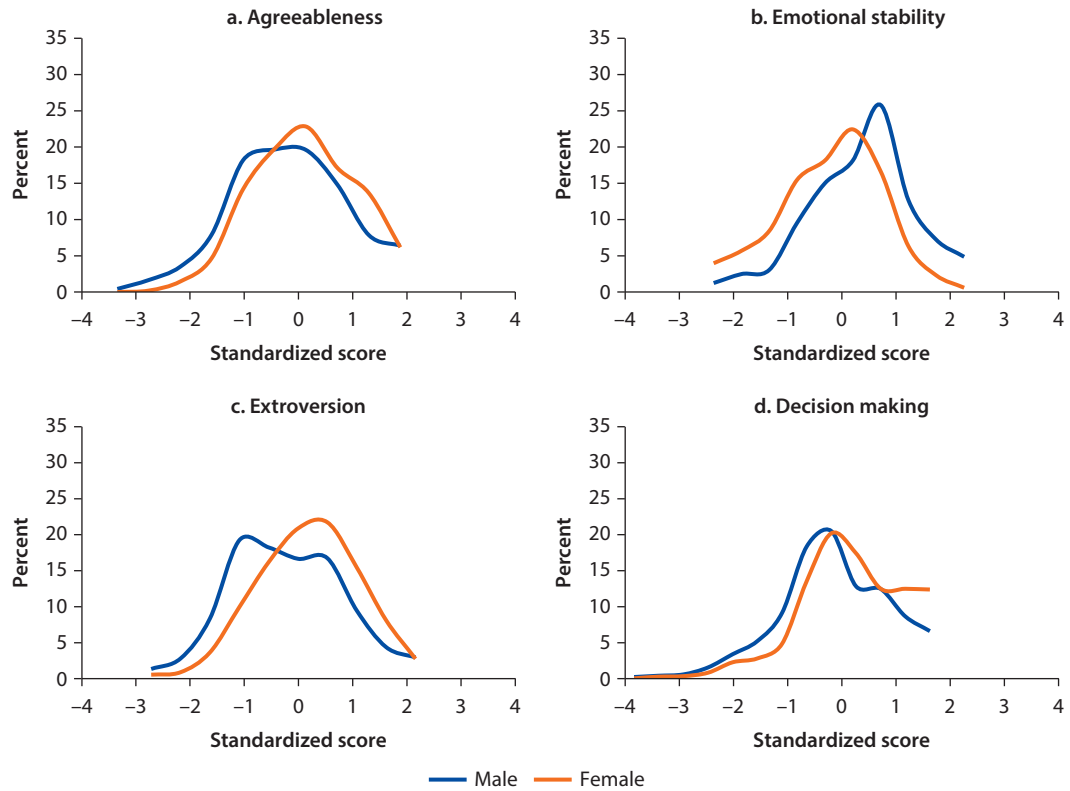 a. Agreeableness
35
30
25
20
15
10
5
0
Percent
–4 –3 –2 –1 0 1 2 3 4
Standardized score
b. Emotional stability
35
30
25
20
15
10
5
0
Percent
–4 –3 –2 –1 0 1 2 3 4
Standardized score
c. Extroversion
35
30
25
20
15
10
5
0
Percent
–4 –3 –2 –1 0 1 2 3 4
Standardized score
d. Decision making
35
30
25
20
15
10
5
0
Percent
–4 –3 –2 –1 0 1 2 3 4
Standardized score
Male Female